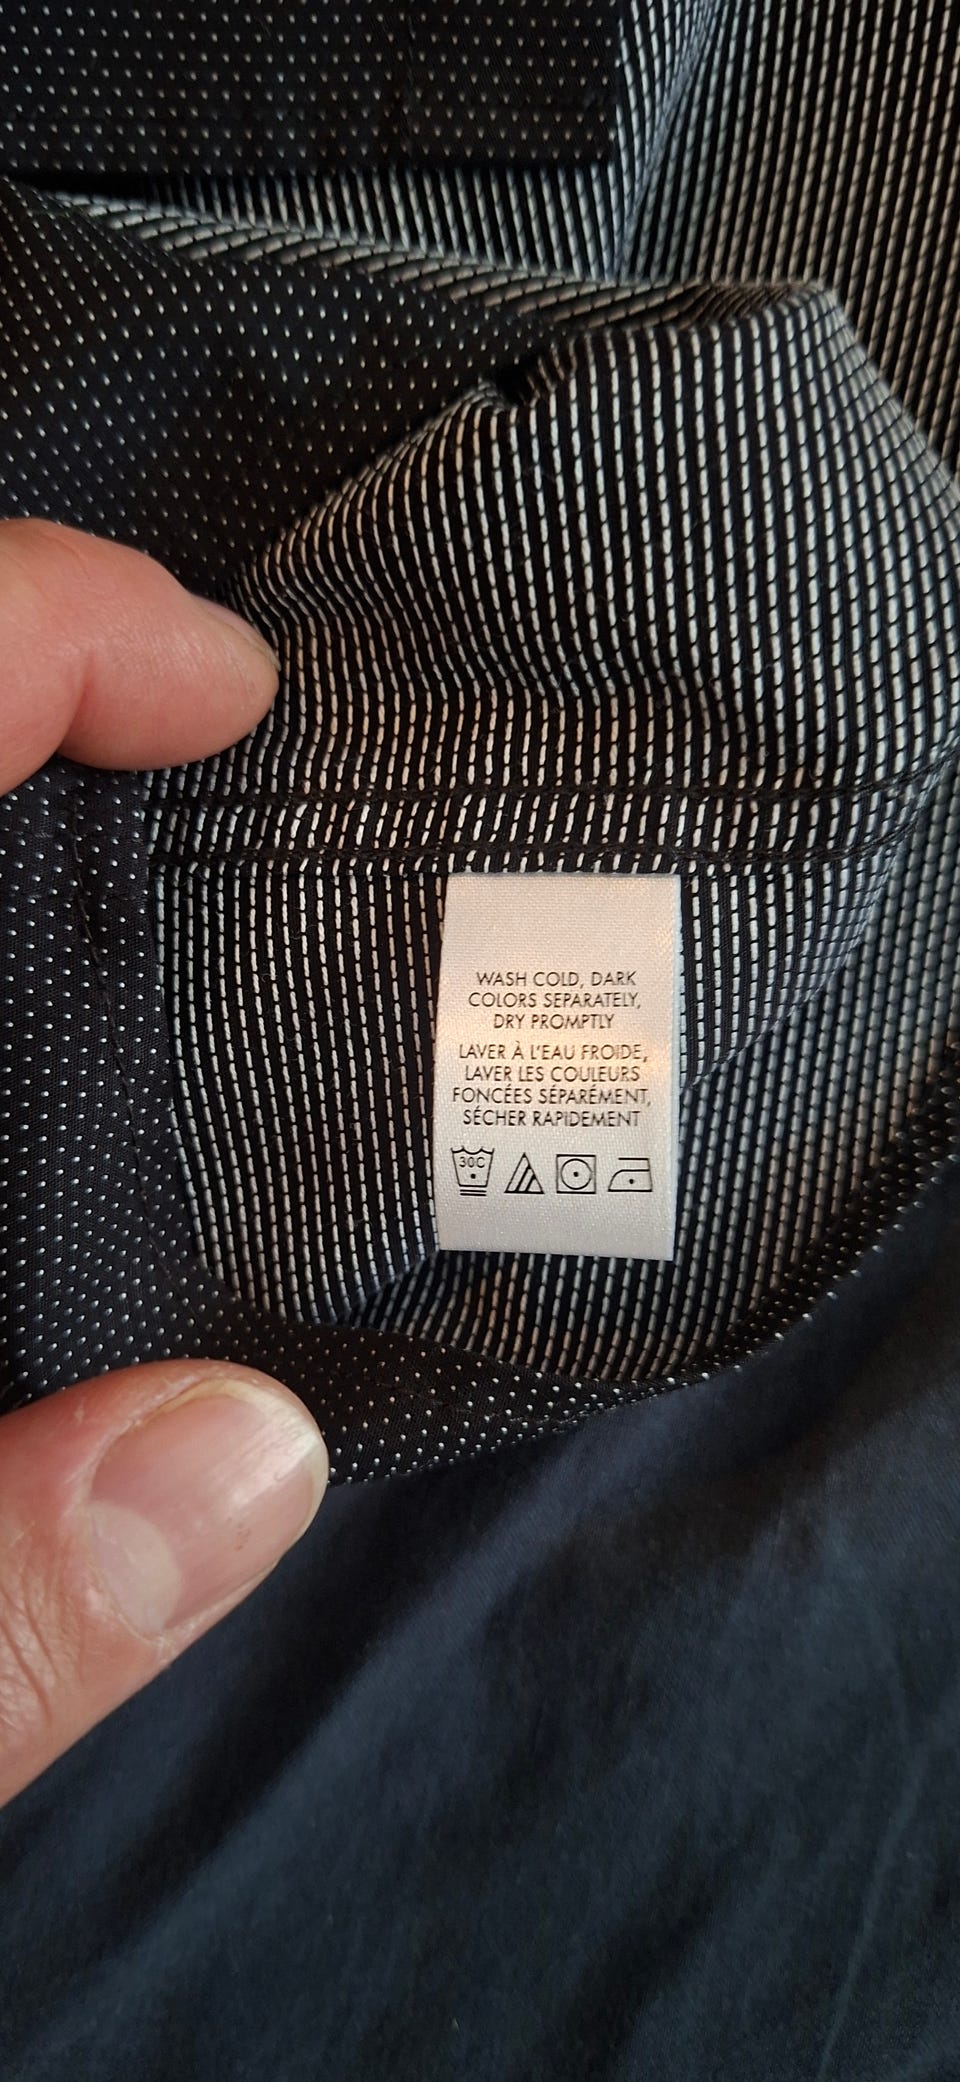 WASH COLD, DARK
COLORS SEPARATELY,
DRY PROMPTLY
LAVER À L'EAU FROIDE,
LAVER LES COULEURS
FONCÉES SÉPARÉMENT,
SÉCHER RAPIDEMENT
30C